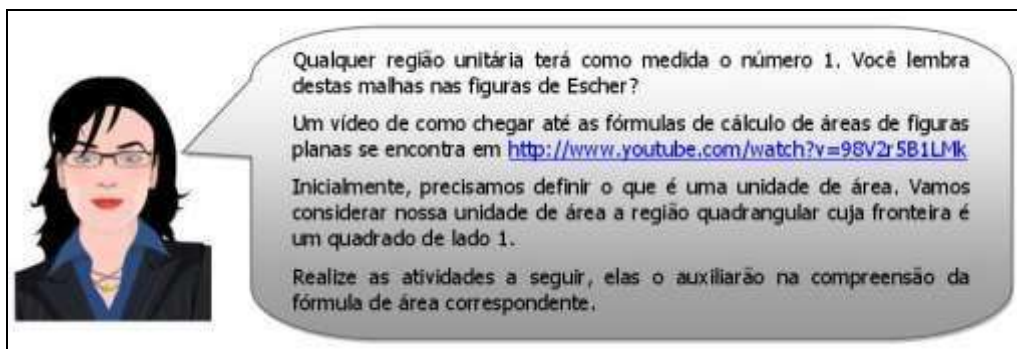 Qualquer região unitária terá como medida o número 1. Você lembra
destas malhas nas figuras de Escher?
Um vídeo de como chegar até as fórmulas de cálculo de áreas de figuras
planas se encontra em http://www.youtube.com/watch?v=98V2r5B1LMk
Inicialmente, precisamos definir o que é uma unidade de área. Vamos
considerar nossa unidade de área a região quadrangular cuja fronteira é
um quadrado de lado 1.
Realize as atividades a seguir, elas o auxiliarão na compreensão da
fórmula de área correspondente.